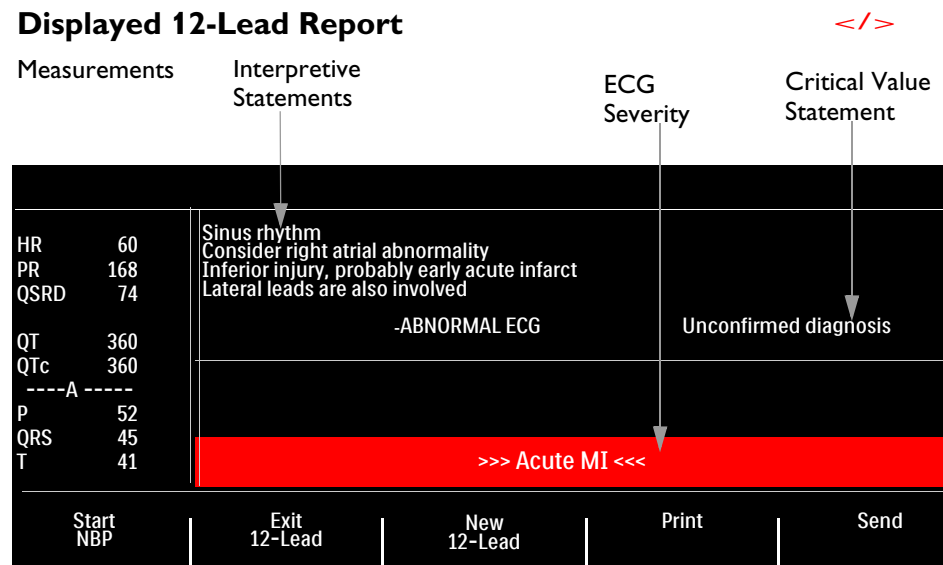 Displayed 12-Lead Report
</>
Measurements
Interpretive
Statements
ECG
Severity
Critical Value
Statement
HR 60
PR 168
QSRD 74
QT 360
QTc 360
----A -----
P 52
QRS 45
T 41
Sinus rhythm
Consider right atrial abnormality
Inferior injury, probably early acute infarct
Lateral leads are also involved
-ABNORMAL ECG
Unconfirmed diagnosis
>>> Acute MI <<<
Start
NBP
Exit
12-Lead
New
12-Lead
Print
Send